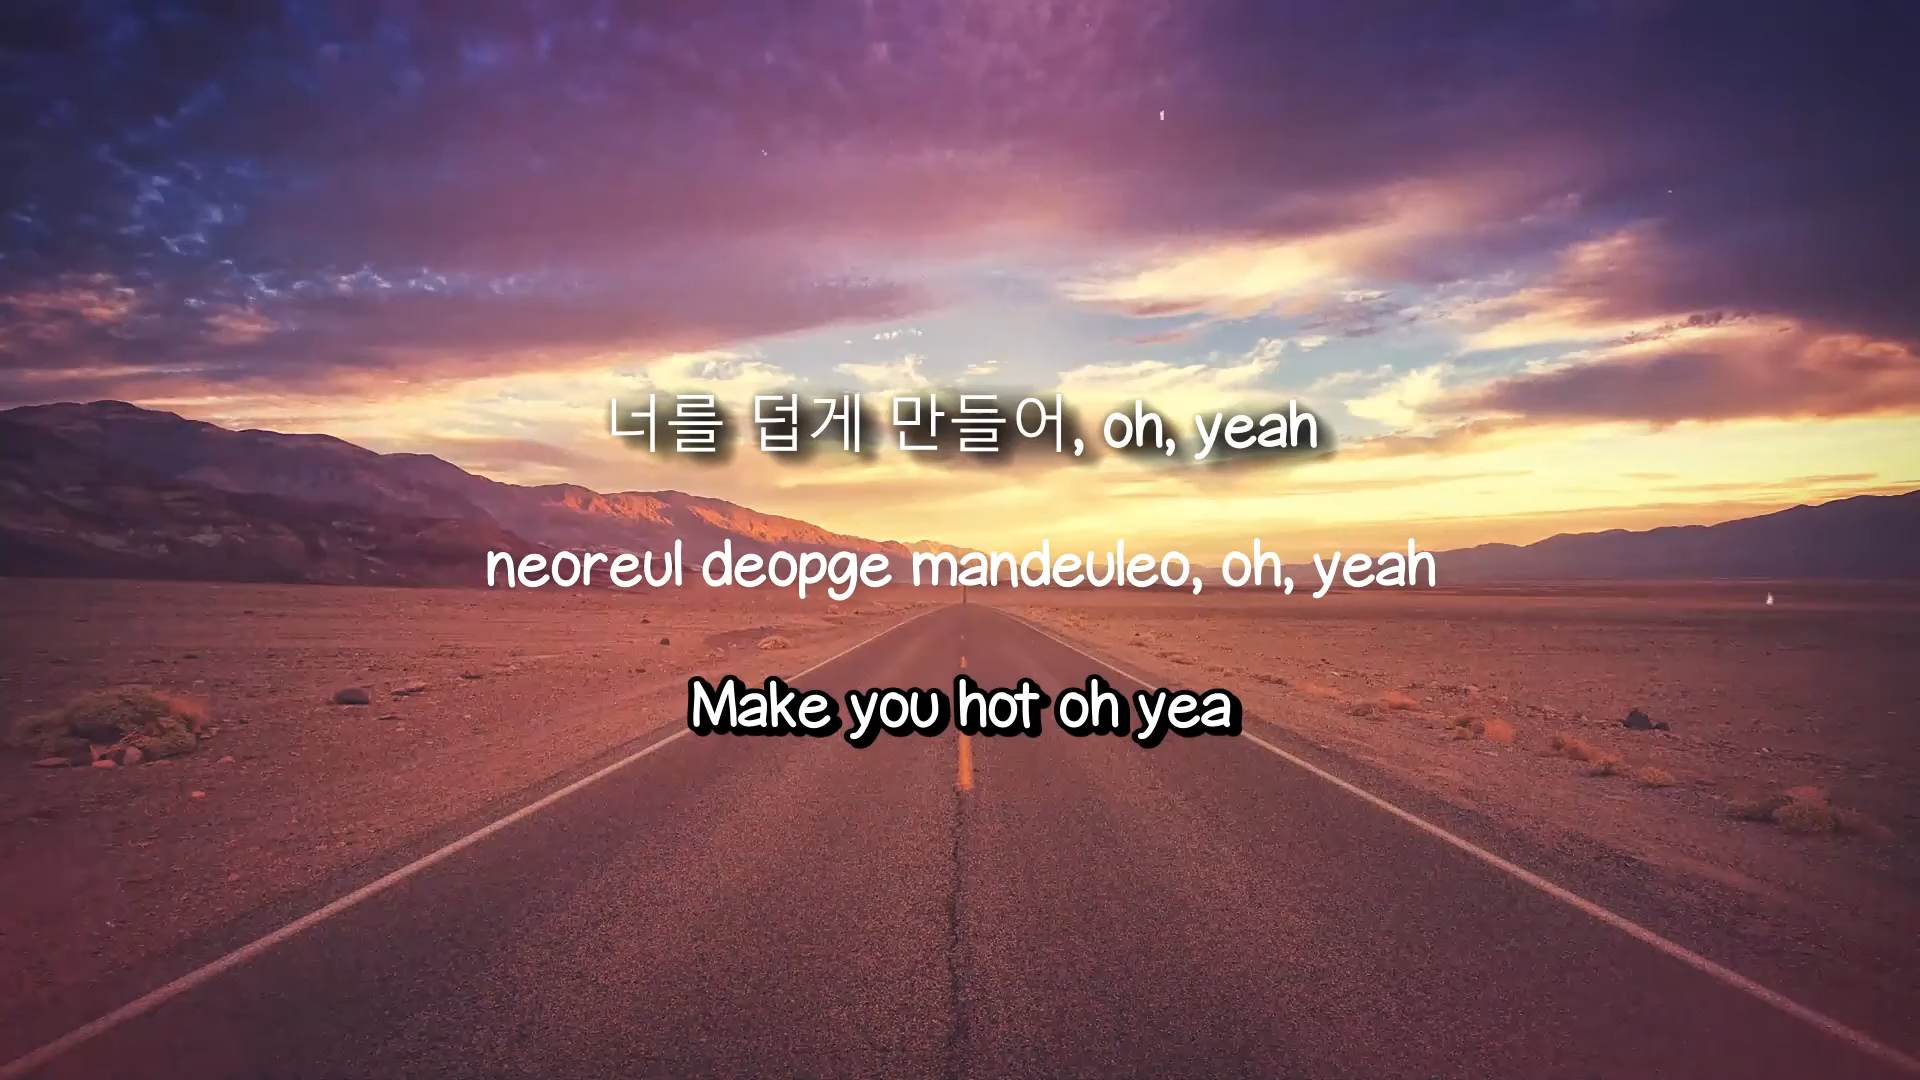 너를 덥게 만들어, oh, yeah
neoreul deopge mandeuleo, oh, yeah
Make you hot oh yea